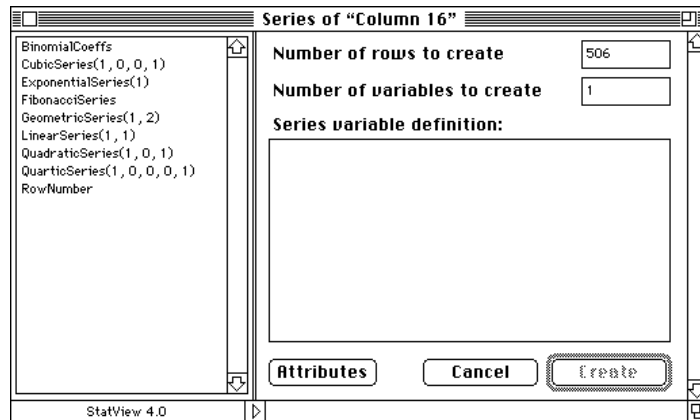 Series of “Column 16”
BinomialCoeffs
CubicSeries(1, 0, 0, 1)
ExponentialSeries(1)
FibonacciSeries
GeometricSeries(1, 2)
LinearSeries(1, 1)
QuadraticSeries(1, 0, 1)
QuarticSeries(1, 0, 0, 0, 1)
RowNumber
Number of rows to create 506
Number of variables to create 1
Series variable definition:
Attributes Cancel Create
StatView 4.0